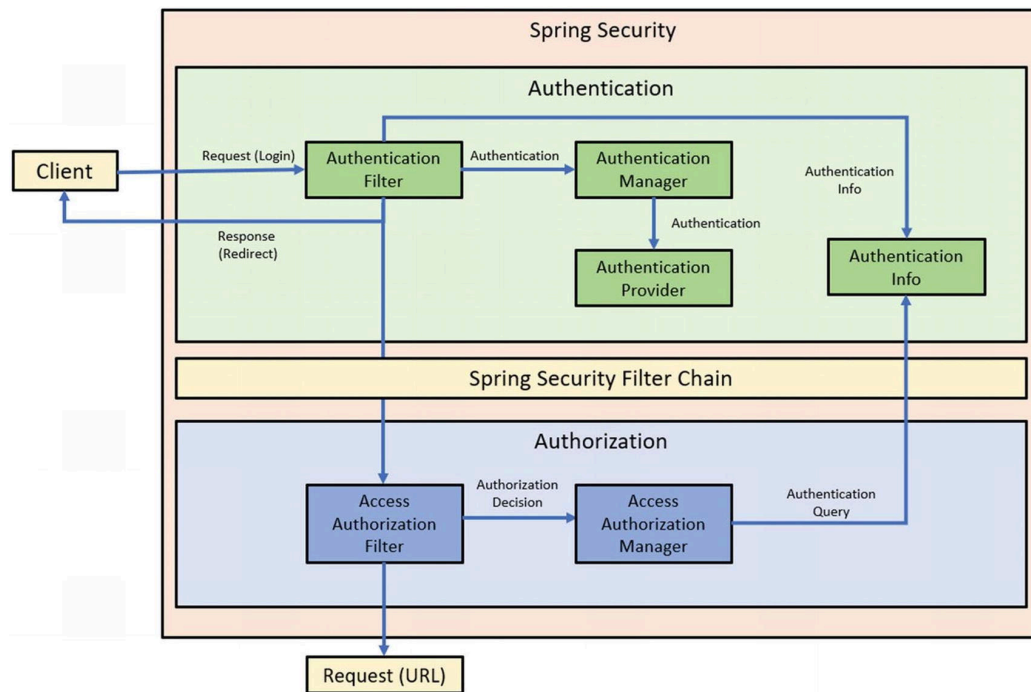 Spring Security
Authentication
Client
Request (Login)
Authentication
Filter
Authentication
Authentication
Manager
Authentication
Info
Response
(Redirect)
Authentication
Authentication
Provider
Authentication
Info
Spring Security Filter Chain
Authorization
Access
Authorization
Filter
Authorization
Decision
Access
Authorization
Manager
Authentication
Query
Request (URL)